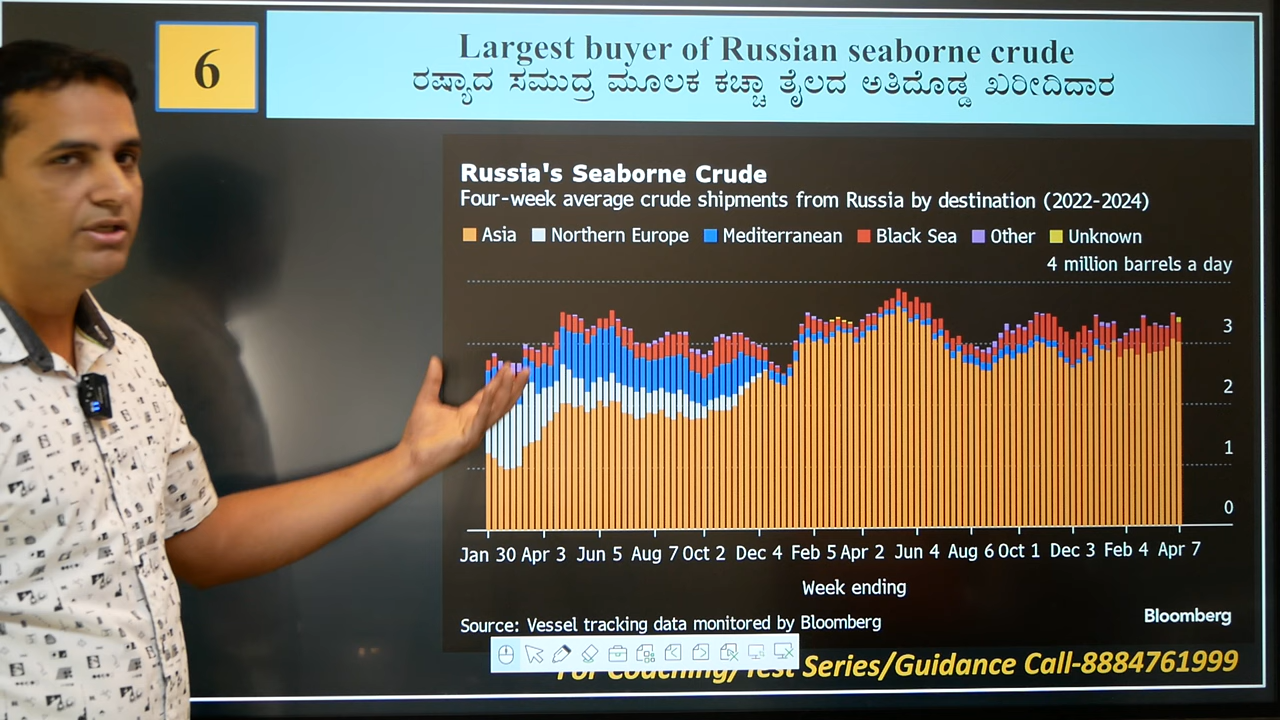 6
Largest buyer of Russian seaborne crude
ರಷ್ಯಾದ ಸಮುದ್ರ ಮೂಲಕ ಕಚ್ಚಾ ತೈಲದ ಅತಿದೊಡ್ಡ ಖರೀದಿದಾರ
Russia's Seaborne Crude
Four-week average crude shipments from Russia by destination (2022-2024)
Asia Northern Europe Mediterranean Black Sea Other Unknown
4 million barrels a day
3
2
1
0
Jan 30 Apr 3 Jun 5 Aug 7 Oct 2 Dec 4 Feb 5 Apr 2 Jun 4 Aug 6 Oct 1 Dec 3 Feb 4 Apr 7
Week ending
Source: Vessel tracking data monitored by Bloomberg
Bloomberg
For Coaching/Test Series/Guidance Call-8884761999